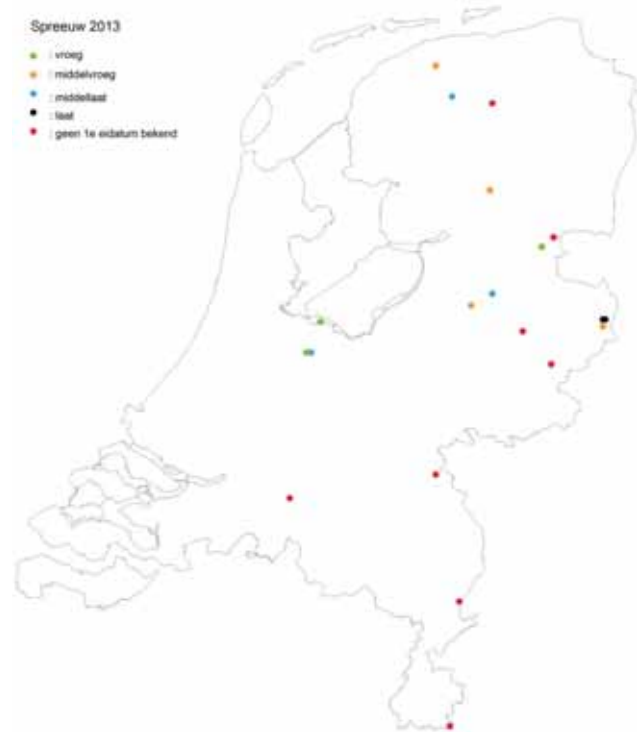 Spreeuw 2013
: vroeg
: middelvroeg
: middellaat
: laat
: geen 1e eidatum bekend